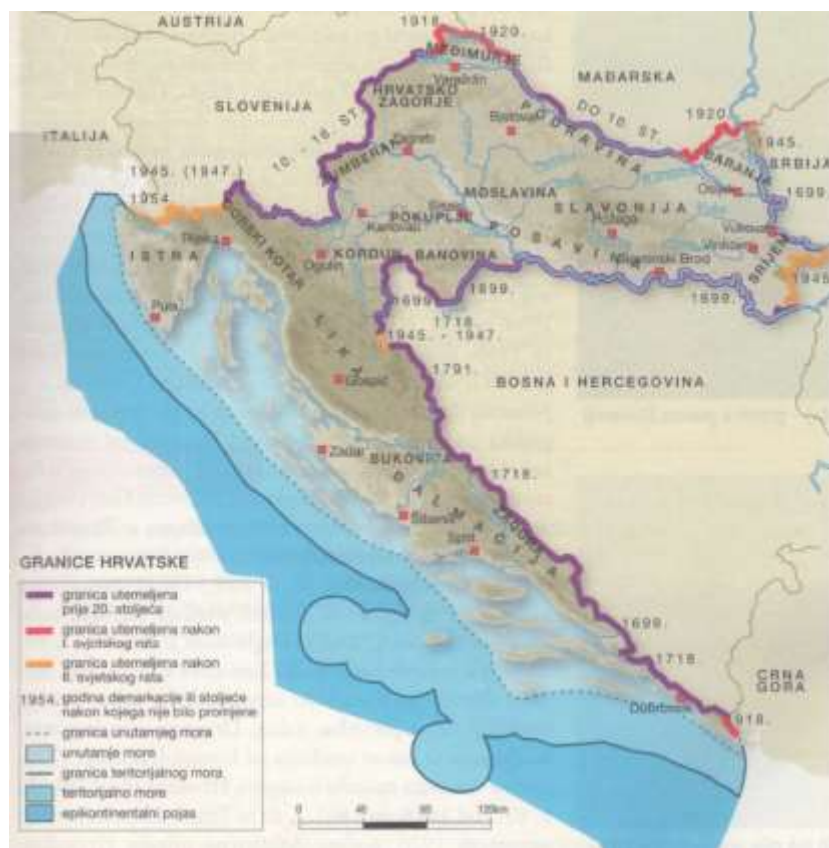 AUSTRIJA
1918.
1920.
MEĐIMURJE
Varaždin
MAĐARSKA
HRVATSKO
ZAGORJE
SLOVENIJA
DO 10. ST.
Bjelovar
PODRAVINA
1920.
1945.
ITALIJA
10. - 16. ST.
ŽUMBERAK
Zagreb
BARANJA
SRBIJA
1945. (1947.)
1954.
MOSLAVINA
Osijek
1699.
SLAVONIJA
Sisak
POKUPLJE
Požega
Vukovar
Karlovac
POSAVINA
Vinkovci
Rijeka
GORSKI KOTAR
ISTRA
KORDUN
BANOVINA
Ogulin
Slavonski Brod
SRIJEM
1945.
1699.
1699.
1699.
Pula
1718.
1945. - 1947.
LIKA
1791.
BOSNA I HERCEGOVINA
Gospić
Zadar
BUKOVICA
1718.
DALMACIJA
Šibenik
ZAGORA
Split
GRANICE HRVATSKE
granica utemeljena
prije 20. stoljeća
granica utemeljena nakon
I. svjetskog rata
granica utemeljena nakon
II. svjetskog rata
1954. godina demarkacije ili stoljeće
nakon kojega nije bilo promjene
granica unutarnjeg mora
unutarnje more
granica teritorijalnog mora
teritorijalno more
epikontinentalni pojas
1699.
1718.
CRNA
GORA
Dubrovnik
918.
0 40 80 120km